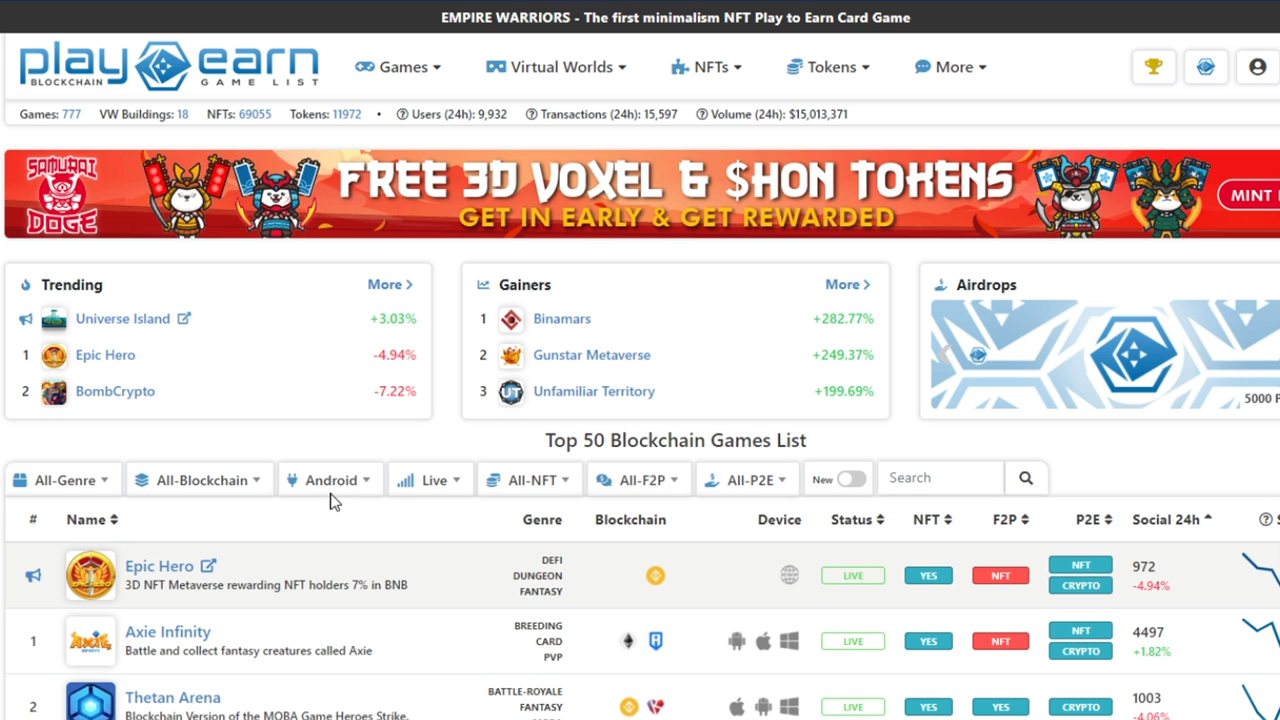 EMPIRE WARRIORS - The first minimalism NFT Play to Earn Card Game
play earn
BLOCKCHAIN GAME LIST
Games
Virtual Worlds
NFTs
Tokens
More
Games: 777 VW Buildings: 18 NFTs: 69055 Tokens: 11972 • Users (24h): 9,932 Transactions (24h): 15,597 Volume (24h): $15,013,371
SAMURAI DOGE
FREE 3D VOXEL & $HON TOKENS
GET IN EARLY & GET REWARDED
MINT
Trending More >
Universe Island +3.03%
1 Epic Hero -4.94%
2 BombCrypto -7.22%
Gainers More >
1 Binamars +282.77%
2 Gunstar Metaverse +249.37%
3 Unfamiliar Territory +199.69%
Airdrops
5000
Top 50 Blockchain Games List
All-Genre All-Blockchain Android Live All-NFT All-F2P All-P2E New Search
# Name Genre Blockchain Device Status NFT F2P P2E Social 24h
Epic Hero
3D NFT Metaverse rewarding NFT holders 7% in BNB
DEFI
DUNGEON
FANTASY
LIVE YES NFT
NFT
CRYPTO
972
-4.94%
1
AXIE
Axie Infinity
Battle and collect fantasy creatures called Axie
BREEDING
CARD
PVP
LIVE YES NFT
NFT
CRYPTO
4497
+1.82%
2
Thetan Arena
Blockchain Version of the MOBA Game Heroes Strike.
BATTLE-ROYALE
FANTASY
LIVE YES YES
NFT
CRYPTO
1003
-4.06%